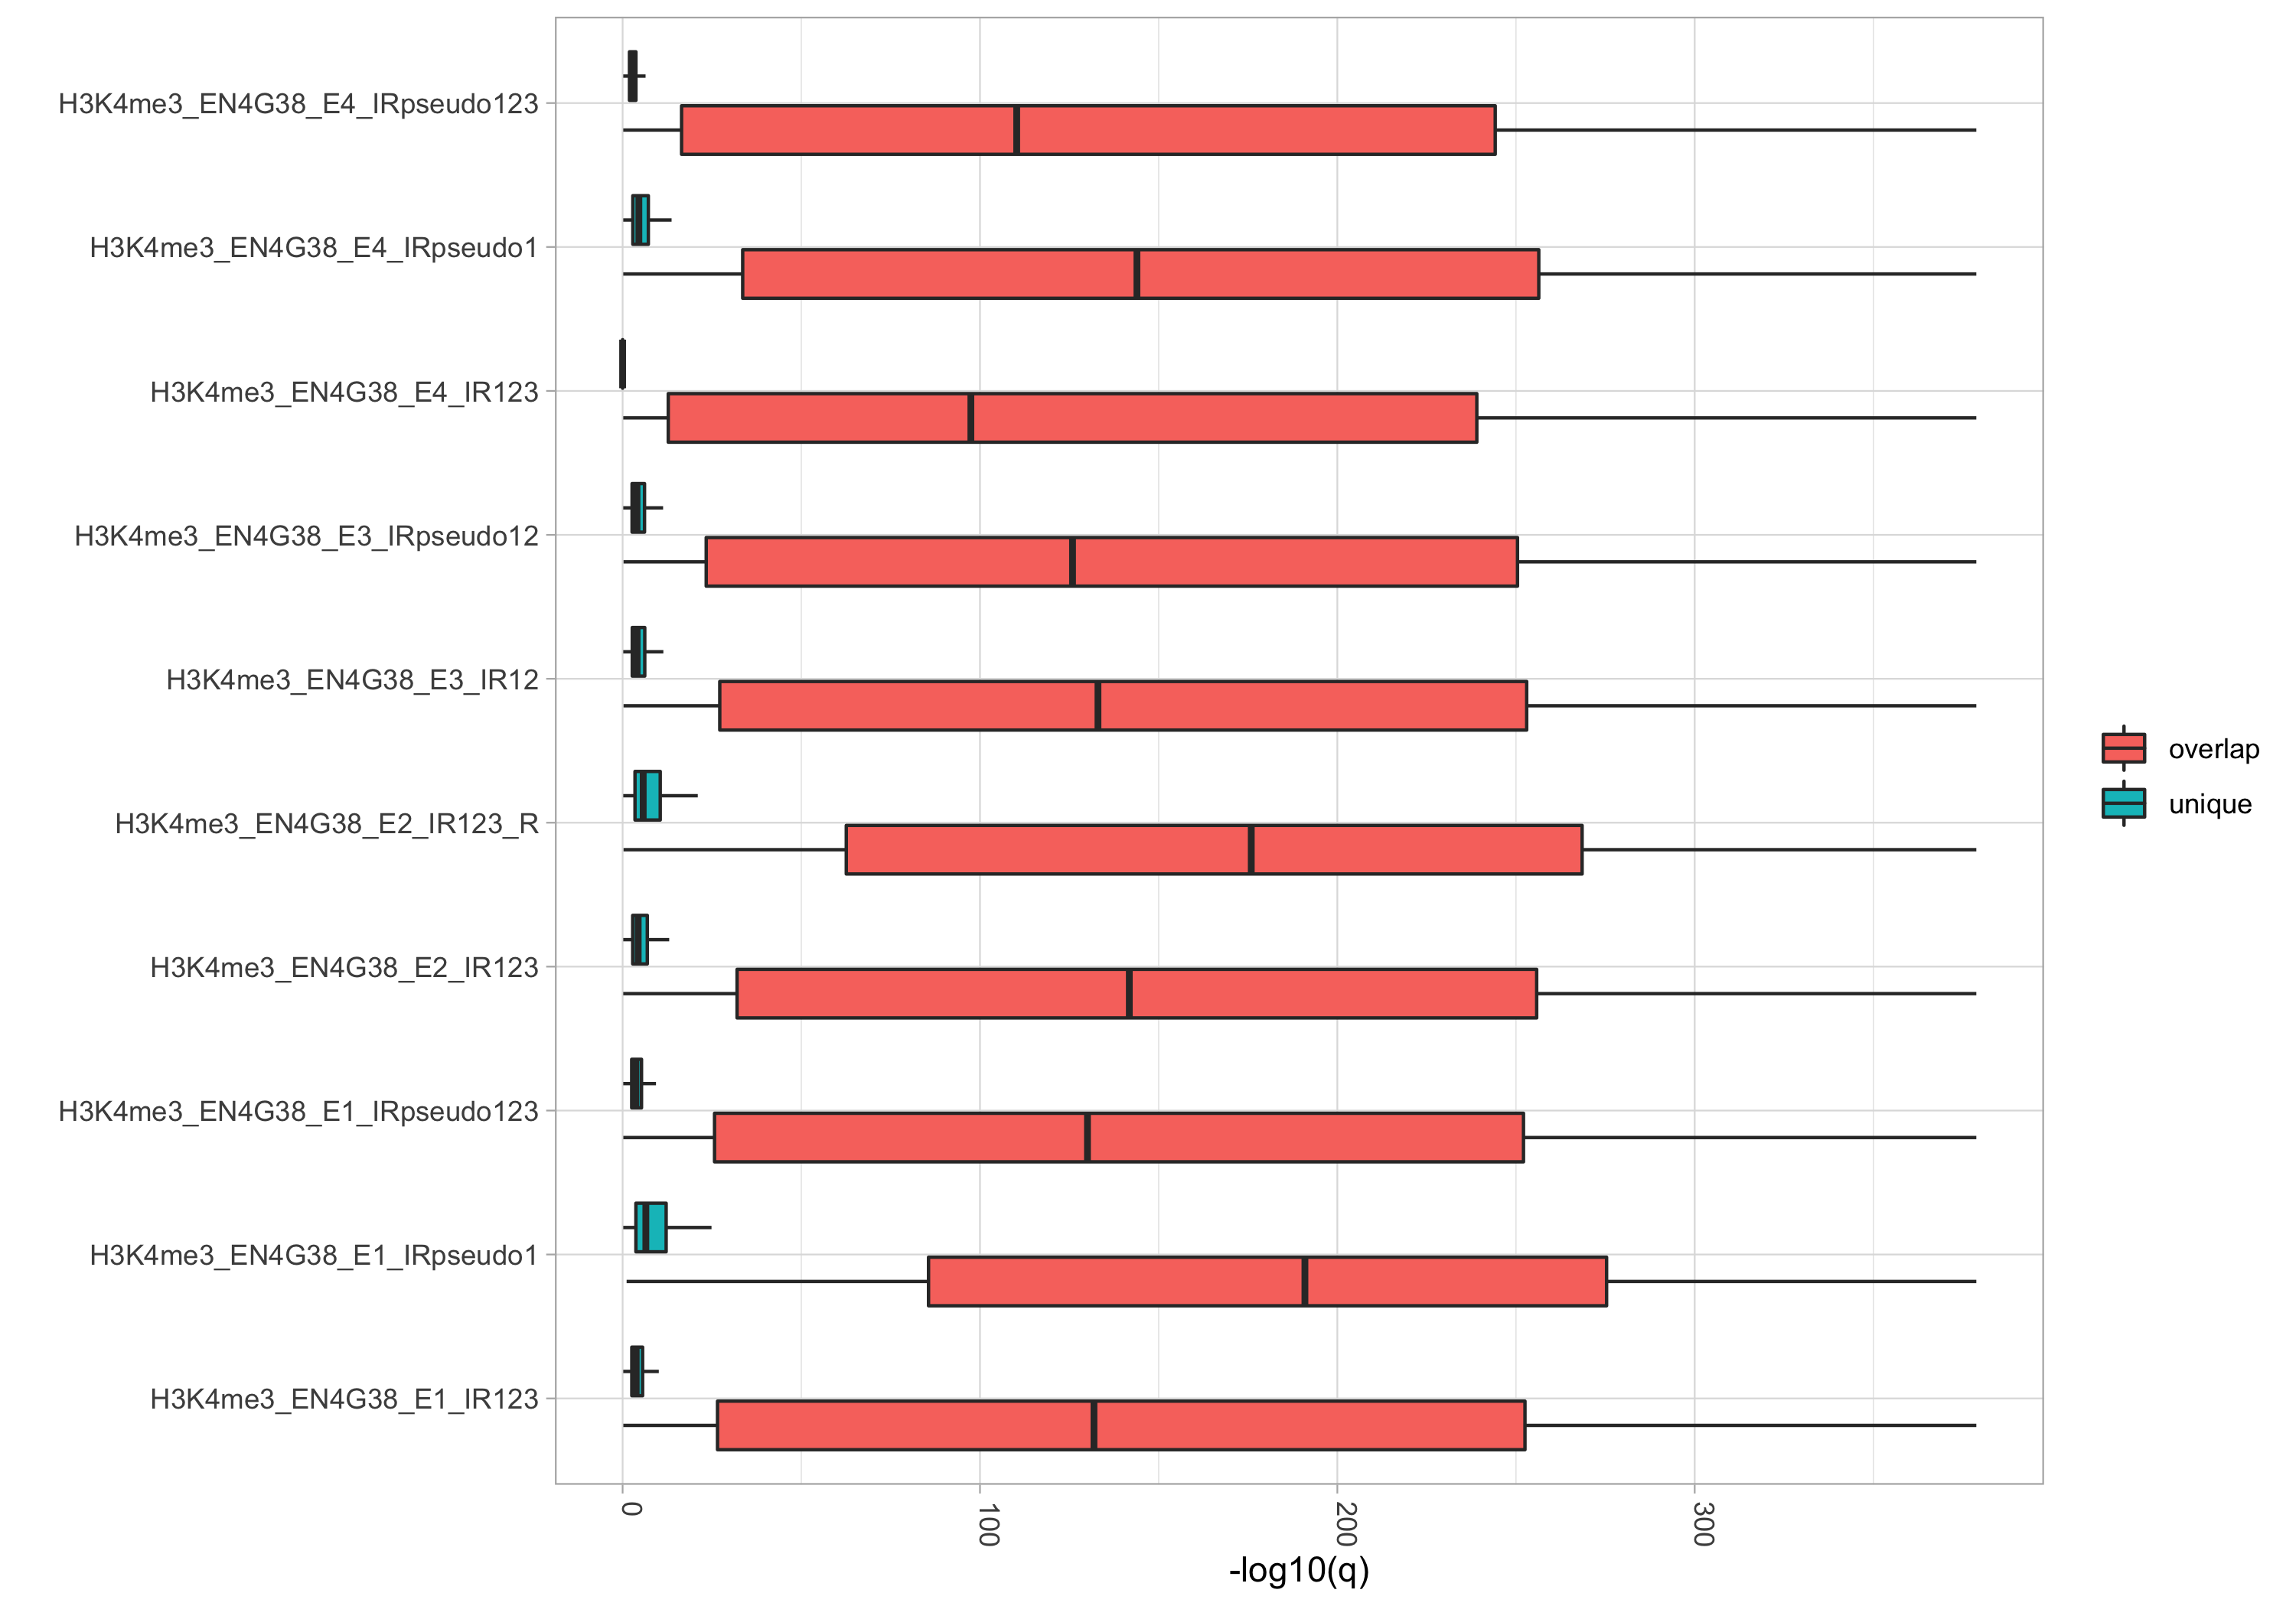 H3K4me3_EN4G38_E4_IRpseudo123
H3K4me3_EN4G38_E4_IRpseudo1
H3K4me3_EN4G38_E4_IR123
H3K4me3_EN4G38_E3_IRpseudo12
H3K4me3_EN4G38_E3_IR12
H3K4me3_EN4G38_E2_IR123_R
H3K4me3_EN4G38_E2_IR123
H3K4me3_EN4G38_E1_IRpseudo123
H3K4me3_EN4G38_E1_IRpseudo1
H3K4me3_EN4G38_E1_IR123
0
100
200
300
-log10(q)
overlap
unique